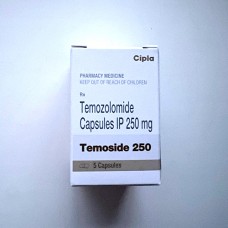 Cipla
PHARMACY MEDICINE
KEEP OUT OF REACH OF CHILDREN
Rx
Temozolomide
Capsules IP 250 mg
Temoside 250
5 Capsules